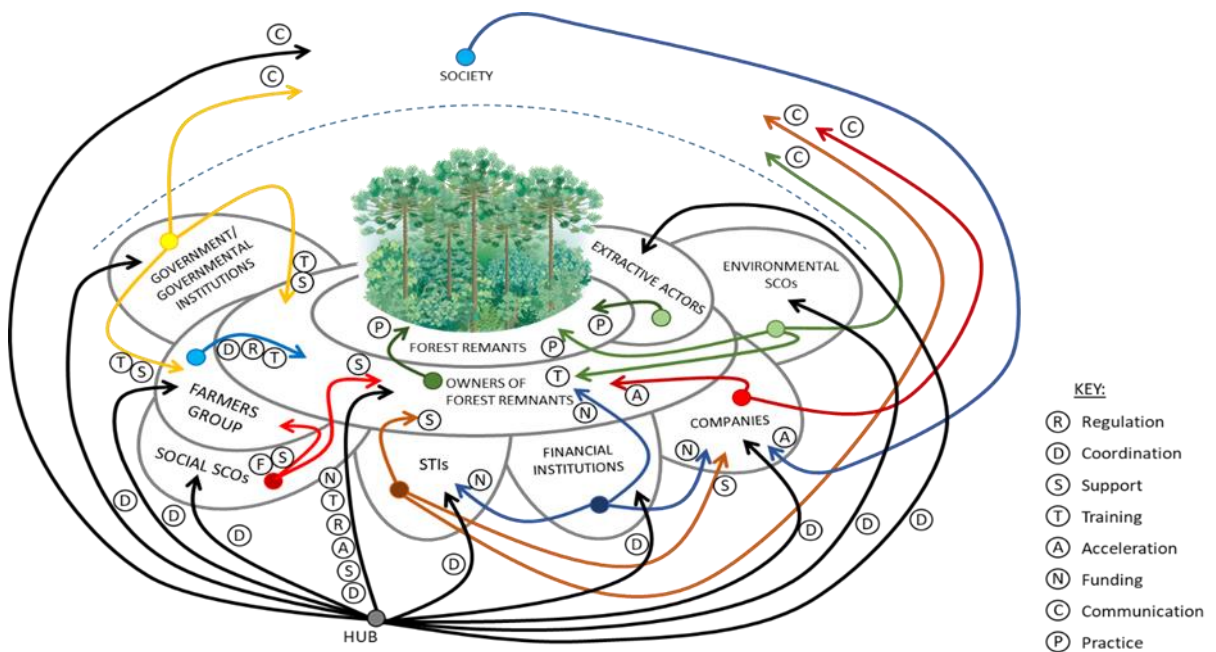 C
C
SOCIETY
C
C
C
GOVERNMENT/
GOVERNMENTAL
INSTITUTIONS
T
S
EXTRACTIVE ACTORS
ENVIRONMENTAL
SCOs
P
P
FOREST REMANTS
P
T
S
D
R
T
S
T
OWNERS OF
FOREST REMNANTS
A
N
FARMERS
GROUP
S
COMPANIES
SOCIAL SCOs
F
S
STIs
N
FINANCIAL
INSTITUTIONS
N
A
S
N
T
R
A
S
D
D
D
D
D
D
D
D
D
HUB
KEY:
R Regulation
D Coordination
S Support
T Training
A Acceleration
N Funding
C Communication
P Practice